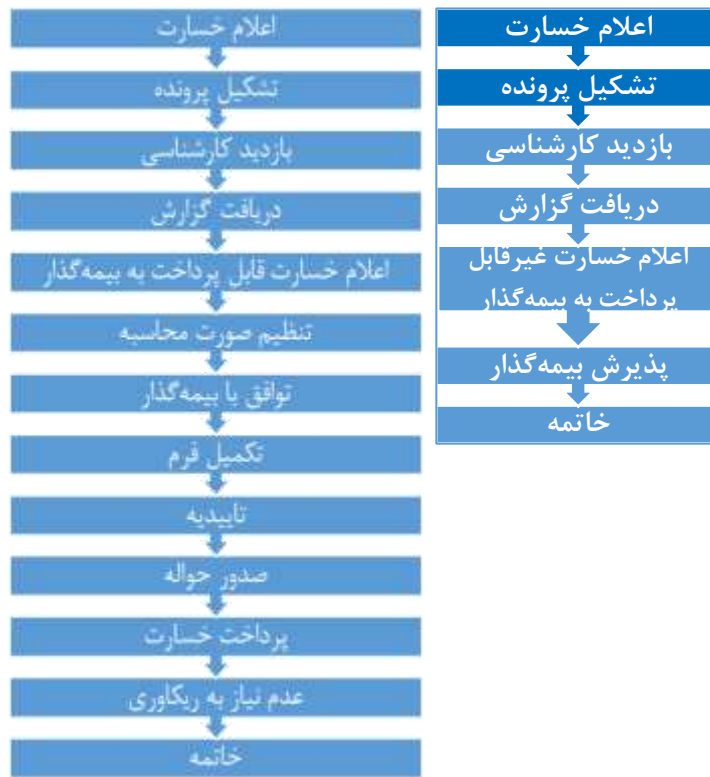 اعلام خسارت
تشکیل پرونده
بازدید کارشناسی
دریافت گزارش
اعلام خسارت غیرقابل
پرداخت به بیمه‌گذار
پذیرش بیمه‌گذار
خاتمه
اعلام خسارت
تشکیل پرونده
بازدید کارشناسی
دریافت گزارش
اعلام خسارت قابل پرداخت به بیمه‌گذار
تنظیم صورت محاسبه
توافق با بیمه‌گذار
تکمیل فرم
تاییدیه
صدور حواله
پرداخت خسارت
عدم نیاز به ریکاوری
خاتمه